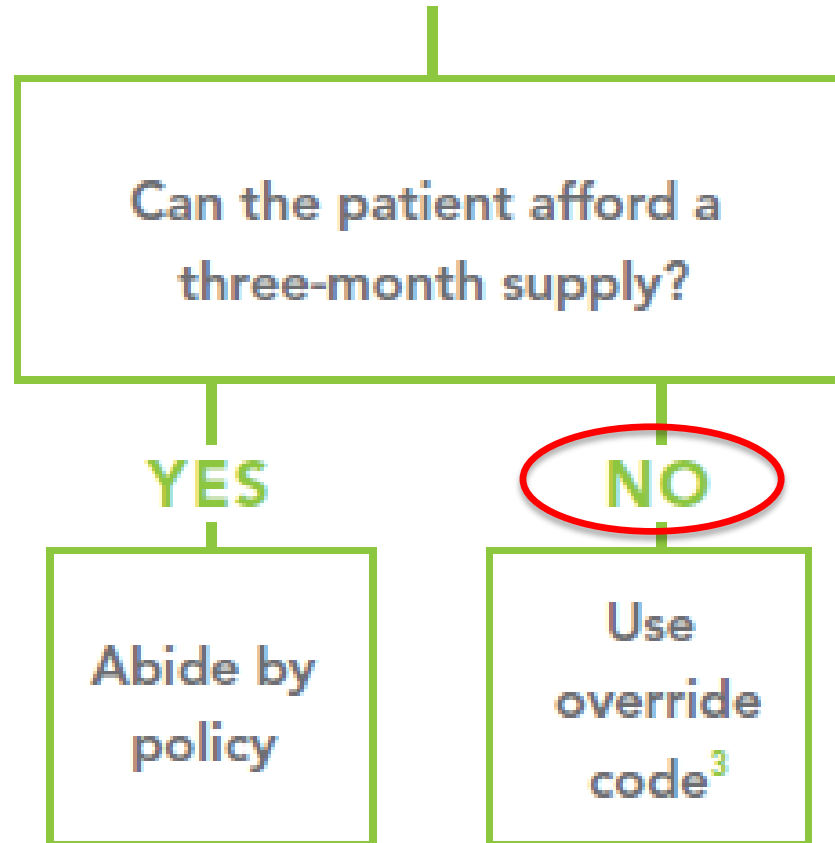 Can the patient afford a
three-month supply?
YES
NO
Abide by
policy
Use
override
code³